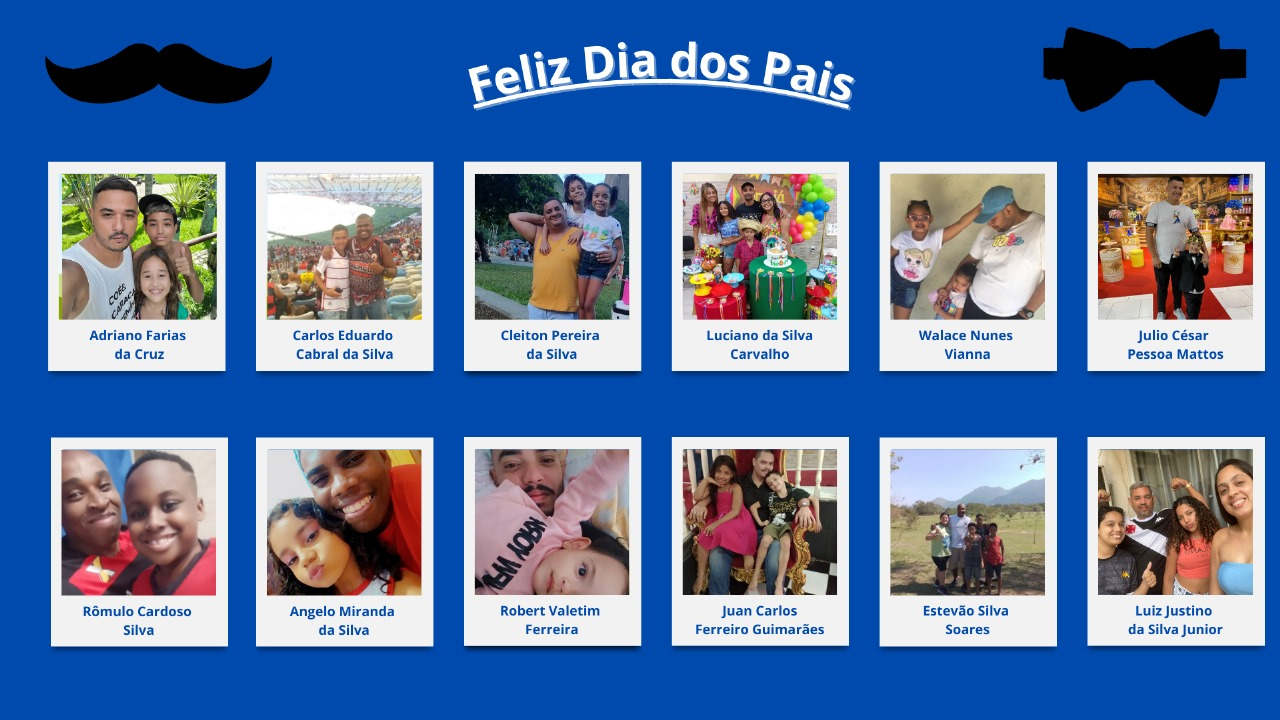 Feliz Dia dos Pais
Adriano Farias
da Cruz
Carlos Eduardo
Cabral da Silva
Cleiton Pereira
da Silva
Luciano da Silva
Carvalho
Walace Nunes
Vianna
Julio César
Pessoa Mattos
Rômulo Cardoso
Silva
Angelo Miranda
da Silva
Robert Valetim
Ferreira
Juan Carlos
Ferreiro Guimarães
Estevão Silva
Soares
Luiz Justino
da Silva Junior